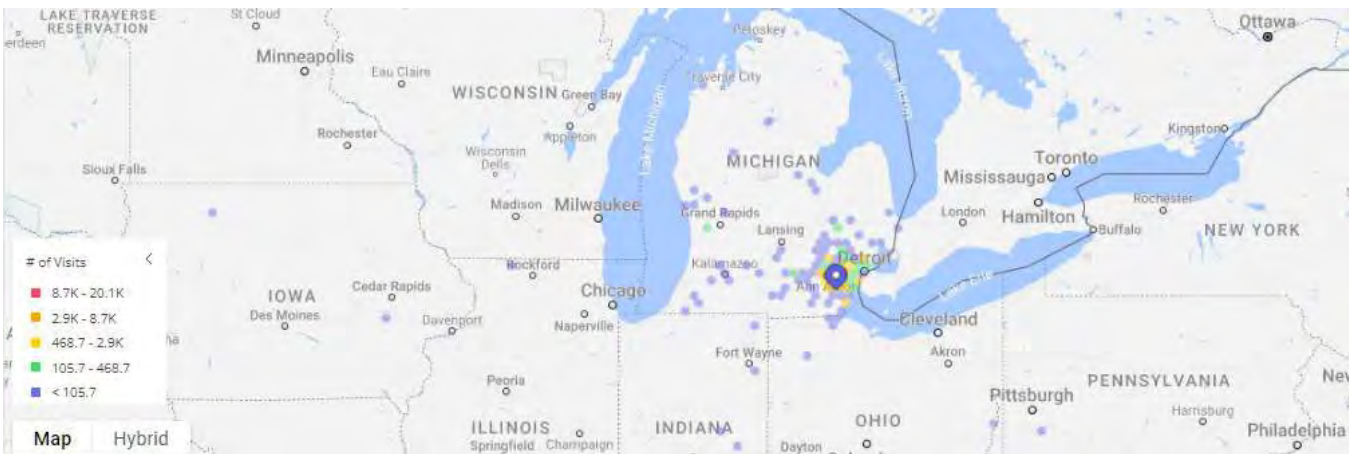 LAKE TRAVERSE
RESERVATION
St Cloud
Minneapolis
Eau Claire
WISCONSIN
Green Bay
Appleton
Petoskey
Traverse City
Lake Michigan
Ottawa
Kingston
Toronto
Mississauga
Hamilton
Rochester
Buffalo
NEW YORK
London
Rochester
Sioux Falls
Wisconsin
Dells
Madison
Milwaukee
MICHIGAN
Grand Rapids
Lansing
Kalamazoo
Detroit
Lake Erie
Rockford
Chicago
Naperville
IOWA
Cedar Rapids
Des Moines
Davenport
Cleveland
Akron
Fort Wayne
Peoria
ILLINOIS
Springfield
Champaign
INDIANA
OHIO
Dayton
Pittsburgh
PENNSYLVANIA
Harrisburg
Philadelphia
# of Visits
8.7K - 20.1K
2.9K - 8.7K
468.7 - 2.9K
105.7 - 468.7
< 105.7
Map Hybrid